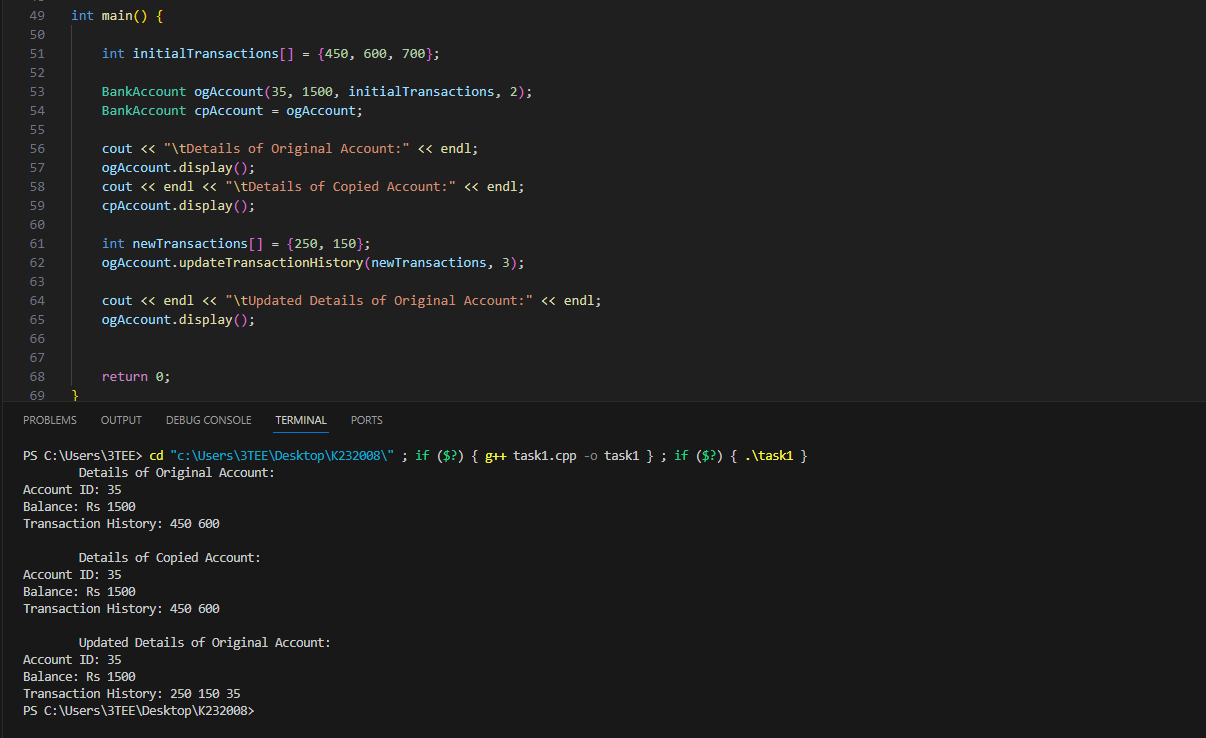 49 int main() {
50
51 int initialTransactions[] = {450, 600, 700};
52
53 BankAccount ogAccount(35, 1500, initialTransactions, 2);
54 BankAccount cpAccount = ogAccount;
55
56 cout << "\tDetails of Original Account:" << endl;
57 ogAccount.display();
58 cout << endl << "\tDetails of Copied Account:" << endl;
59 cpAccount.display();
60
61 int newTransactions[] = {250, 150};
62 ogAccount.updateTransactionHistory(newTransactions, 3);
63
64 cout << endl << "\tUpdated Details of Original Account:" << endl;
65 ogAccount.display();
66
67
68 return 0;
69 }
PROBLEMS OUTPUT DEBUG CONSOLE TERMINAL PORTS
PS C:\Users\3TEE> cd "c:\Users\3TEE\Desktop\K232008\" ; if ($?) { g++ task1.cpp -o task1 } ; if ($?) { .\task1 }
Details of Original Account:
Account ID: 35
Balance: Rs 1500
Transaction History: 450 600
Details of Copied Account:
Account ID: 35
Balance: Rs 1500
Transaction History: 450 600
Updated Details of Original Account:
Account ID: 35
Balance: Rs 1500
Transaction History: 250 150 35
PS C:\Users\3TEE\Desktop\K232008>